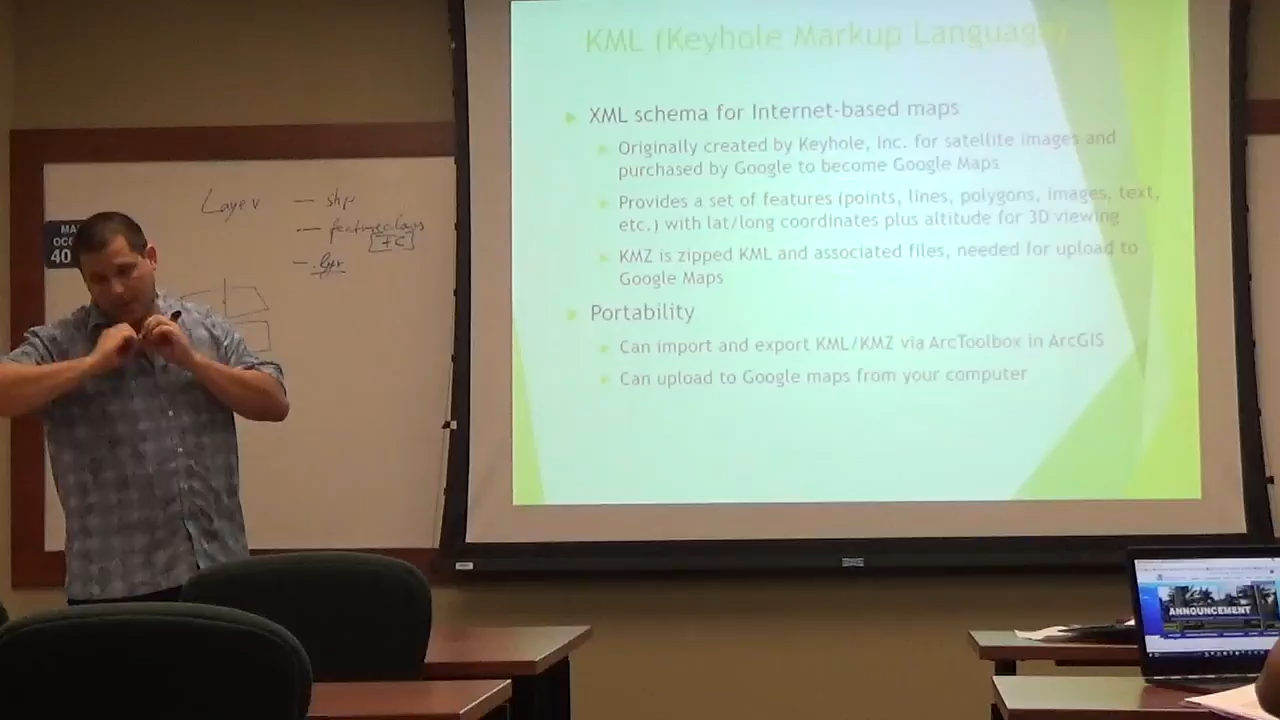 KML (Keyhole Markup Language)
XML schema for Internet-based maps
Originally created by Keyhole, Inc. for satellite images and
purchased by Google to become Google Maps
Provides a set of features (points, lines, polygons, images, text,
etc.) with lat/long coordinates plus altitude for 3D viewing
KMZ is zipped KML and associated files, needed for upload to
Google Maps
Portability
Can import and export KML/KMZ via ArcToolbox in ArcGIS
Can upload to Google maps from your computer
Layer — shp
— featureclass
FC
— .lyr
MA
OCC
40
ANNOUNCEMENT